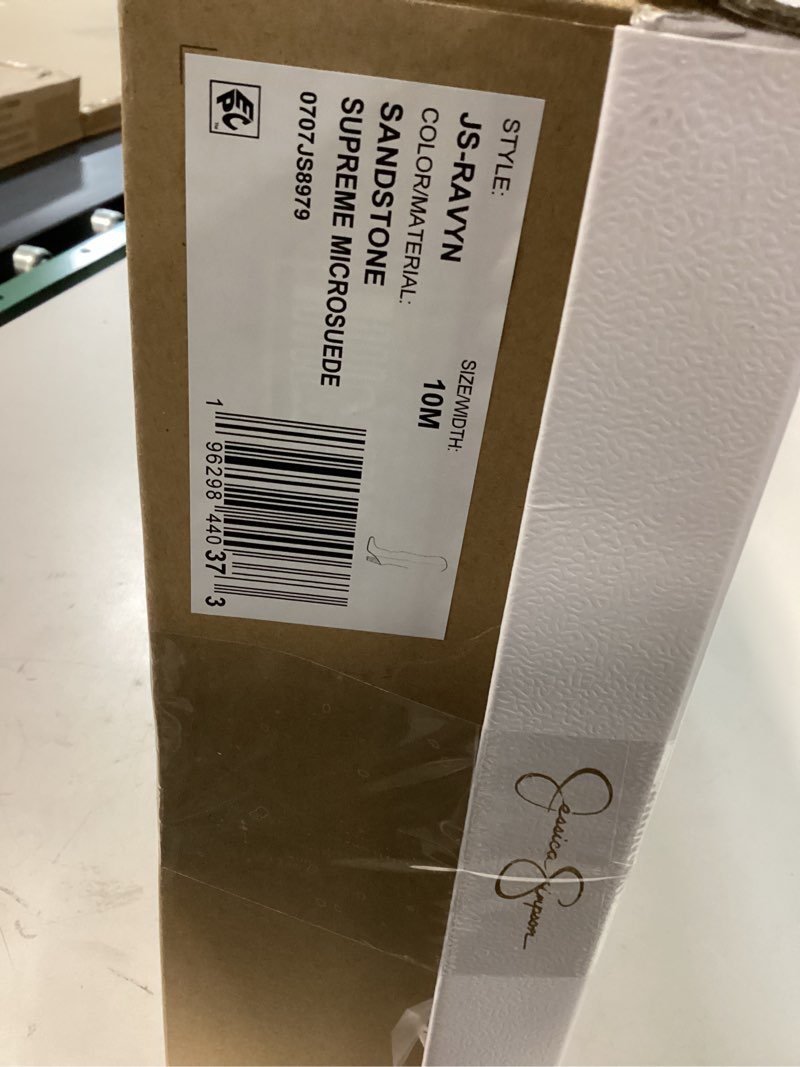 STYLE:
JS-RAVYN
SIZE/WIDTH:
10M
COLOR/MATERIAL:
SANDSTONE
SUPREME MICROSUEDE
0707JS8979
EPC
TM
1 96298 44037 3
Jessica Simpson